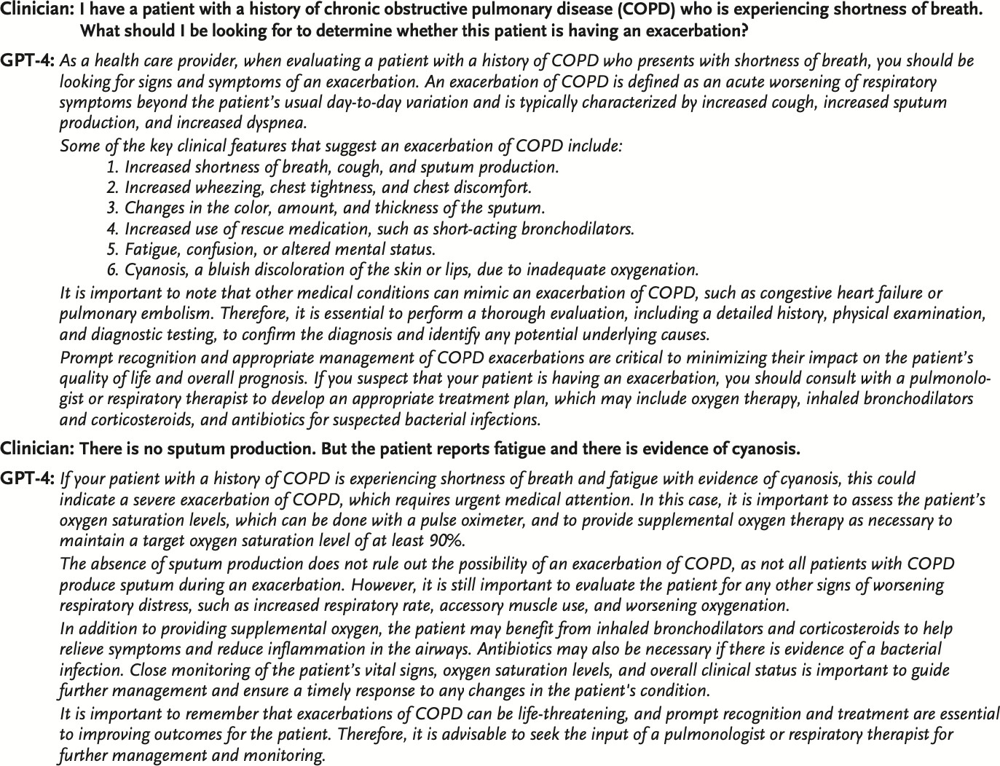 Clinician: I have a patient with a history of chronic obstructive pulmonary disease (COPD) who is experiencing shortness of breath.
What should I be looking for to determine whether this patient is having an exacerbation?
GPT-4: As a health care provider, when evaluating a patient with a history of COPD who presents with shortness of breath, you should be
looking for signs and symptoms of an exacerbation. An exacerbation of COPD is defined as an acute worsening of respiratory
symptoms beyond the patient’s usual day-to-day variation and is typically characterized by increased cough, increased sputum
production, and increased dyspnea.
Some of the key clinical features that suggest an exacerbation of COPD include:
1. Increased shortness of breath, cough, and sputum production.
2. Increased wheezing, chest tightness, and chest discomfort.
3. Changes in the color, amount, and thickness of the sputum.
4. Increased use of rescue medication, such as short-acting bronchodilators.
5. Fatigue, confusion, or altered mental status.
6. Cyanosis, a bluish discoloration of the skin or lips, due to inadequate oxygenation.
It is important to note that other medical conditions can mimic an exacerbation of COPD, such as congestive heart failure or
pulmonary embolism. Therefore, it is essential to perform a thorough evaluation, including a detailed history, physical examination,
and diagnostic testing, to confirm the diagnosis and identify any potential underlying causes.
Prompt recognition and appropriate management of COPD exacerbations are critical to minimizing their impact on the patient’s
quality of life and overall prognosis. If you suspect that your patient is having an exacerbation, you should consult with a pulmonolo-
gist or respiratory therapist to develop an appropriate treatment plan, which may include oxygen therapy, inhaled bronchodilators
and corticosteroids, and antibiotics for suspected bacterial infections.
Clinician: There is no sputum production. But the patient reports fatigue and there is evidence of cyanosis.
GPT-4: If your patient with a history of COPD is experiencing shortness of breath and fatigue with evidence of cyanosis, this could
indicate a severe exacerbation of COPD, which requires urgent medical attention. In this case, it is important to assess the patient’s
oxygen saturation levels, which can be done with a pulse oximeter, and to provide supplemental oxygen therapy as necessary to
maintain a target oxygen saturation level of at least 90%.
The absence of sputum production does not rule out the possibility of an exacerbation of COPD, as not all patients with COPD
produce sputum during an exacerbation. However, it is still important to evaluate the patient for any other signs of worsening
respiratory distress, such as increased respiratory rate, accessory muscle use, and worsening oxygenation.
In addition to providing supplemental oxygen, the patient may benefit from inhaled bronchodilators and corticosteroids to help
relieve symptoms and reduce inflammation in the airways. Antibiotics may also be necessary if there is evidence of a bacterial
infection. Close monitoring of the patient’s vital signs, oxygen saturation levels, and overall clinical status is important to guide
further management and ensure a timely response to any changes in the patient's condition.
It is important to remember that exacerbations of COPD can be life-threatening, and prompt recognition and treatment are essential
to improving outcomes for the patient. Therefore, it is advisable to seek the input of a pulmonologist or respiratory therapist for
further management and monitoring.